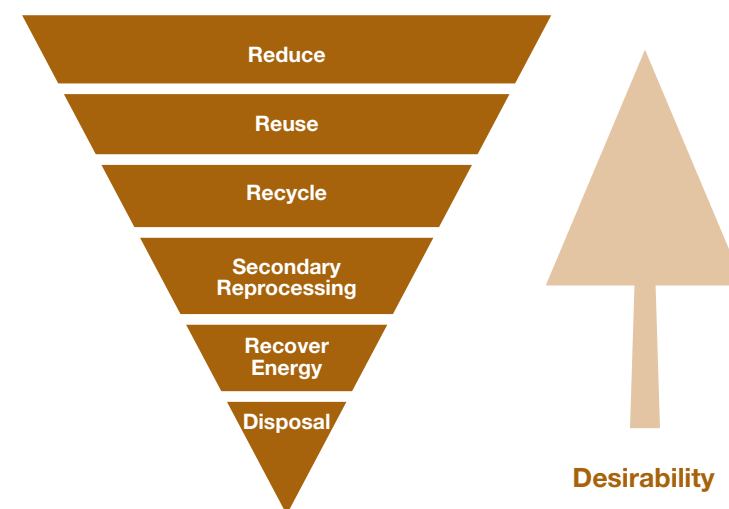 Reduce
Reuse
Recycle
Secondary
Reprocessing
Recover
Energy
Disposal
Desirability